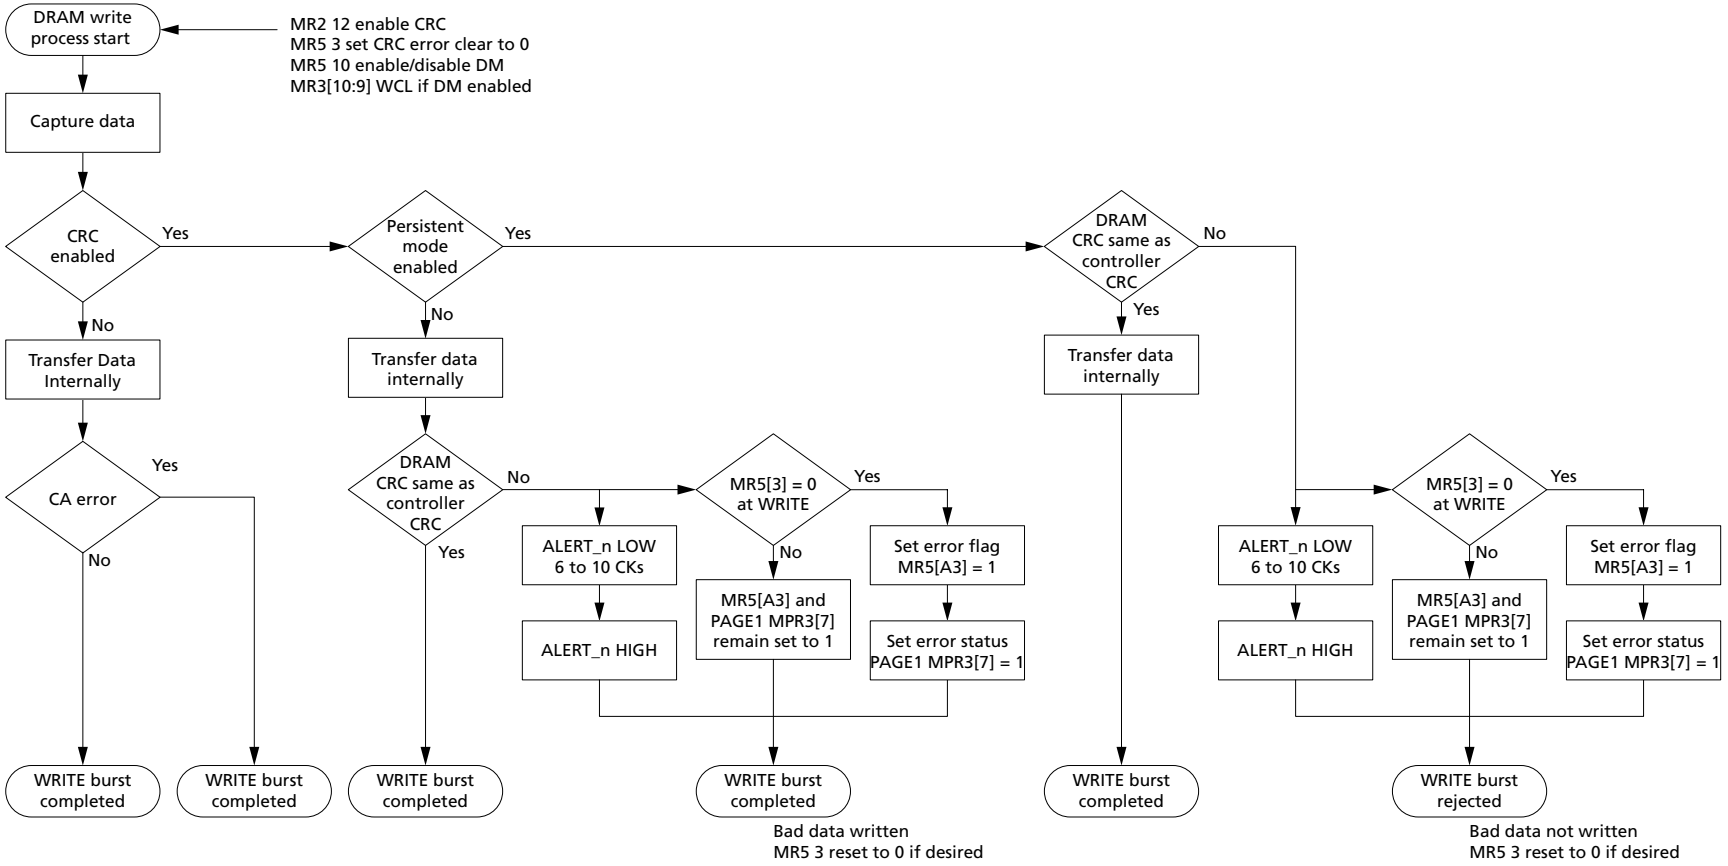 DRAM write
process start
MR2 12 enable CRC
MR5 3 set CRC error clear to 0
MR5 10 enable/disable DM
MR3[10:9] WCL if DM enabled
Capture data
CRC
enabled
Yes
No
Persistent
mode
enabled
Yes
No
DRAM
CRC same as
controller
CRC
No
Yes
Transfer Data
Internally
Transfer data
internally
Transfer data
internally
CA error
Yes
No
DRAM
CRC same as
controller
CRC
No
Yes
MR5[3] = 0
at WRITE
Yes
No
MR5[3] = 0
at WRITE
Yes
No
ALERT_n LOW
6 to 10 CKs
ALERT_n HIGH
MR5[A3] and
PAGE1 MPR3[7]
remain set to 1
Set error flag
MR5[A3] = 1
Set error status
PAGE1 MPR3[7] = 1
ALERT_n LOW
6 to 10 CKs
ALERT_n HIGH
MR5[A3] and
PAGE1 MPR3[7]
remain set to 1
Set error flag
MR5[A3] = 1
Set error status
PAGE1 MPR3[7] = 1
WRITE burst
completed
WRITE burst
completed
WRITE burst
completed
WRITE burst
completed
Bad data written
MR5 3 reset to 0 if desired
WRITE burst
completed
WRITE burst
rejected
Bad data not written
MR5 3 reset to 0 if desired